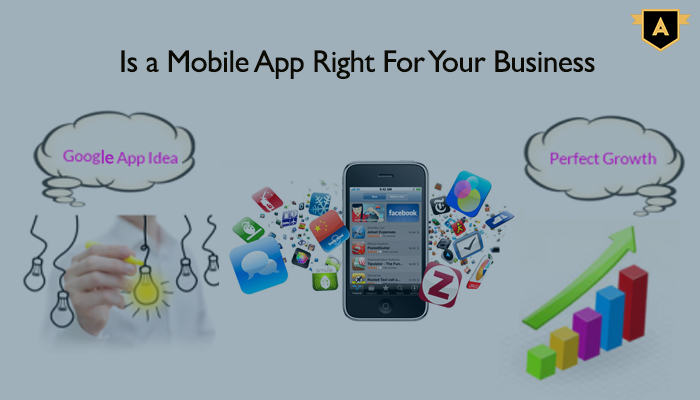 A
Is a Mobile App Right For Your Business
Google App Idea
Perfect Growth
facebook
Z